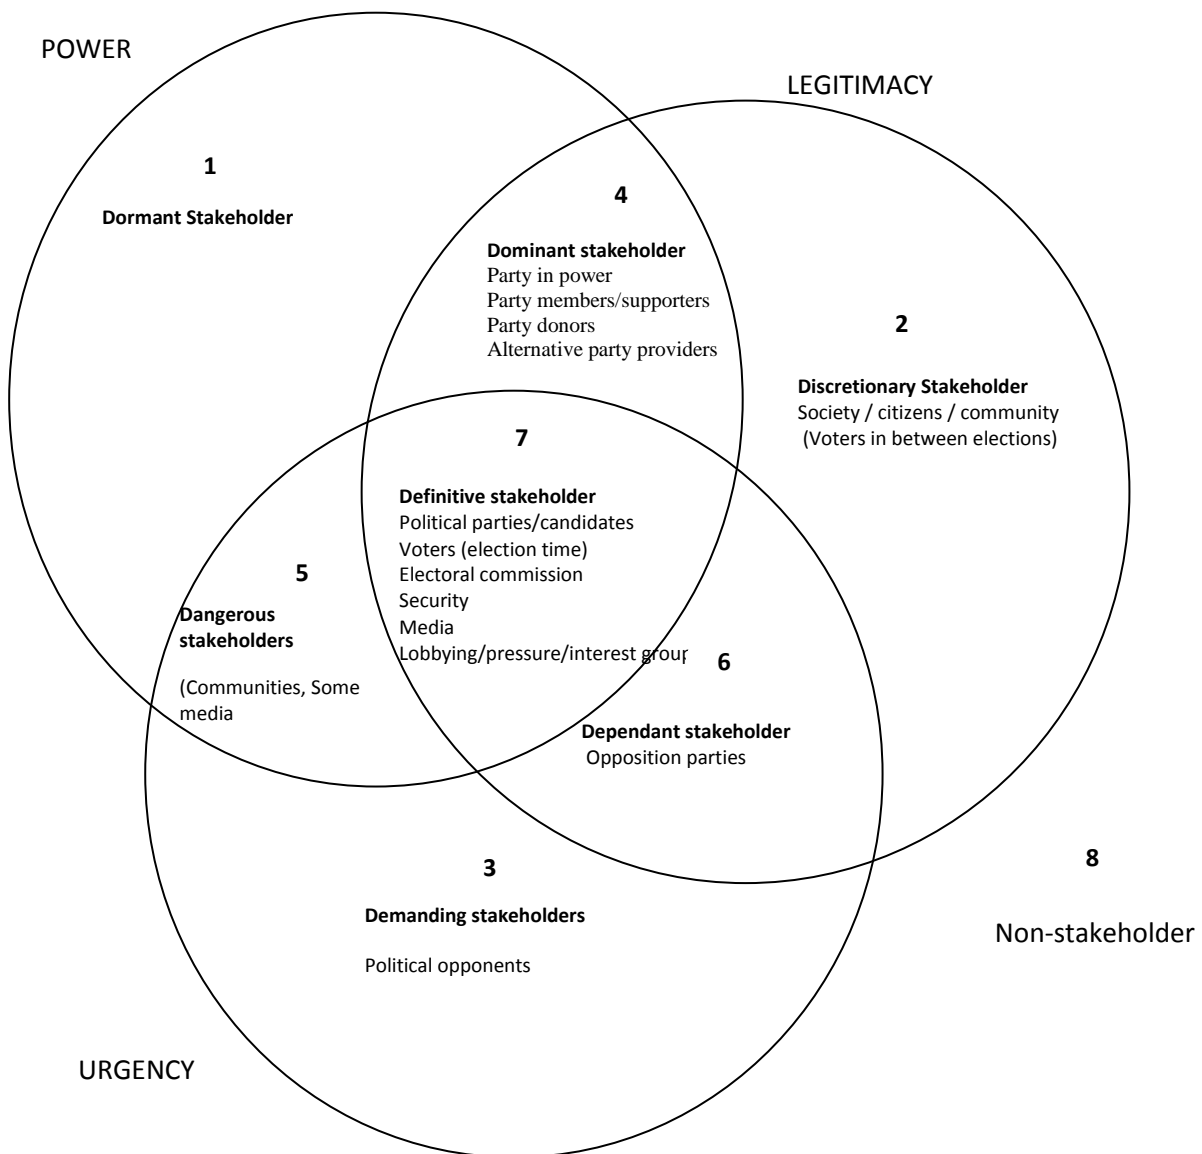 POWER
LEGITIMACY
1
Dormant Stakeholder
4
Dominant stakeholder
Party in power
Party members/supporters
Party donors
Alternative party providers
2
Discretionary Stakeholder
Society / citizens / community
(Voters in between elections)
7
Definitive stakeholder
Political parties/candidates
Voters (election time)
Electoral commission
Security
Media
Lobbying/pressure/interest group
5
Dangerous
stakeholders
(Communities, Some
media
6
Dependant stakeholder
Opposition parties
3
Demanding stakeholders
Political opponents
8
Non-stakeholder
URGENCY